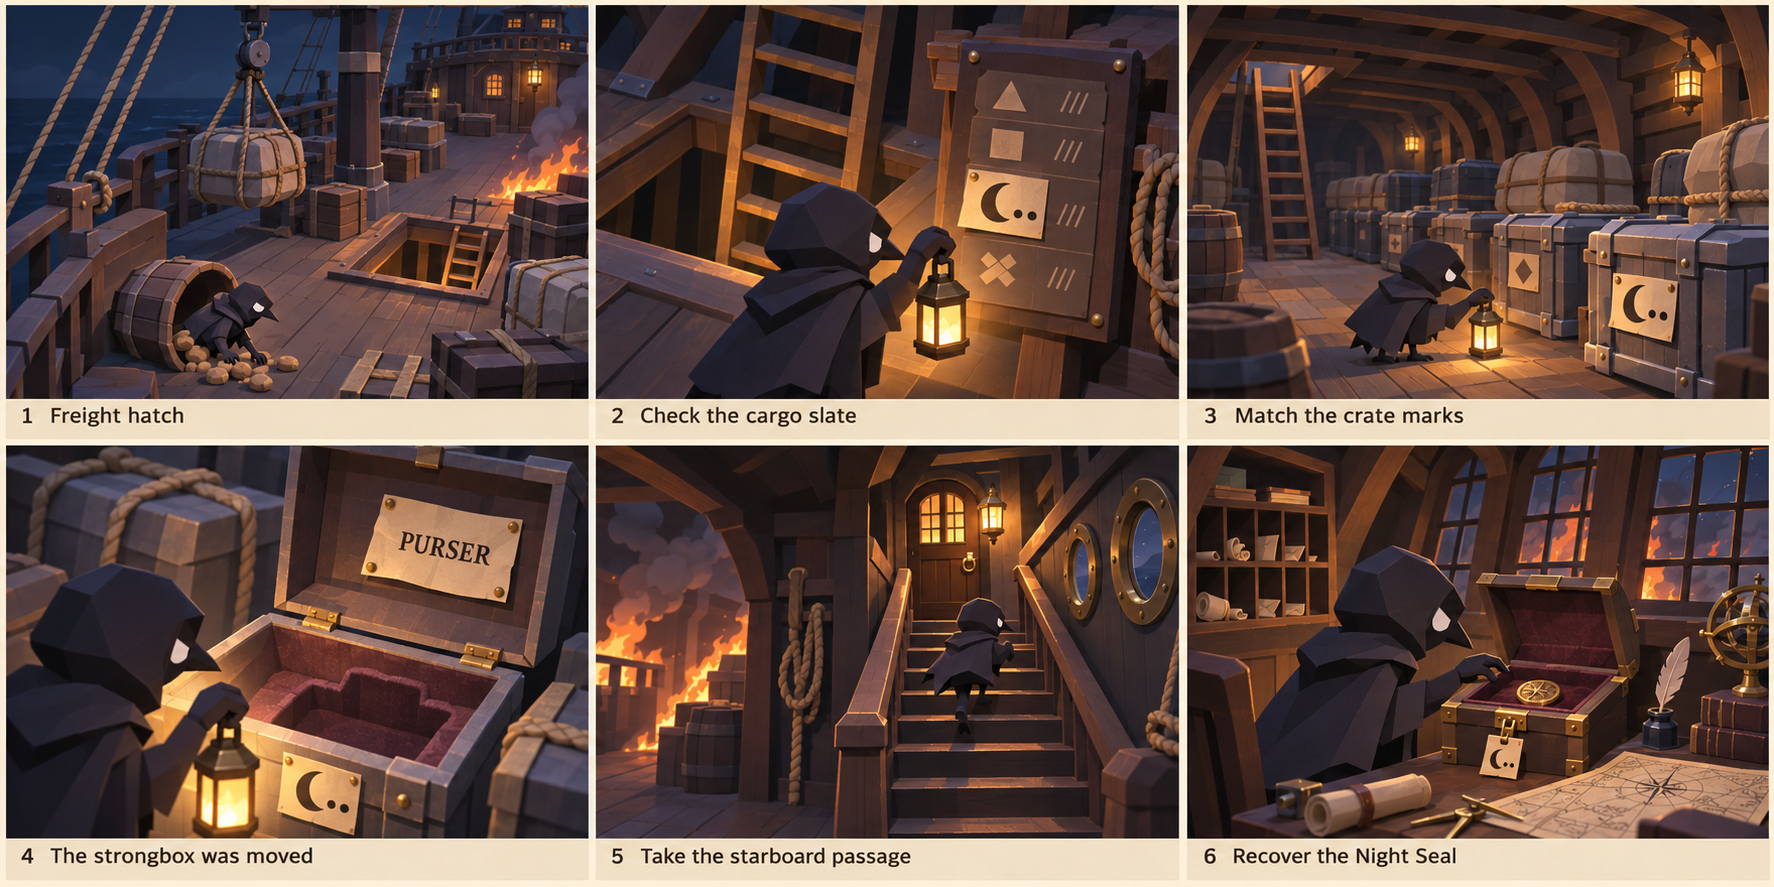 1 Freight hatch
2 Check the cargo slate
3 Match the crate marks
PURSER
4 The strongbox was moved
5 Take the starboard passage
6 Recover the Night Seal